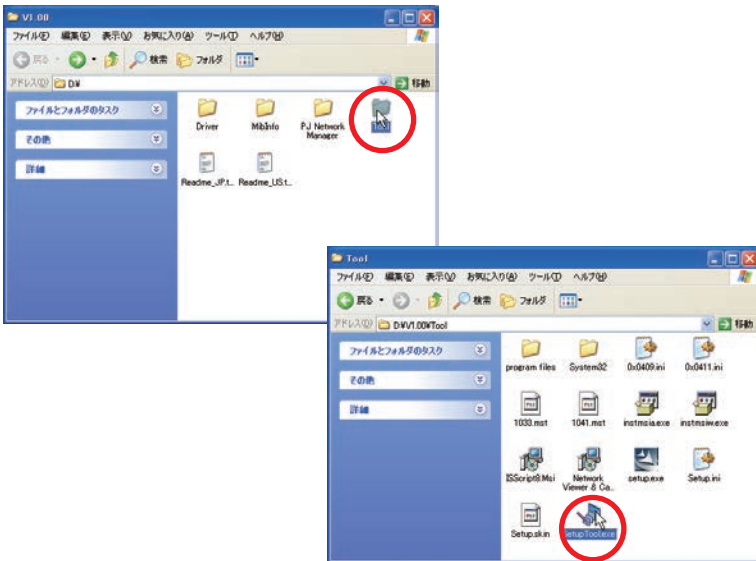 V1.00
ファイル(F) 編集(E) 表示(V) お気に入り(A) ツール(T) ヘルプ(H)
戻る 検索 フォルダ
アドレス(D) D¥ 移動
ファイルとフォルダのタスク
その他
詳細
Driver MibInfo PJ Network Manager
Readme_JP.t... Readme_US.t...
Tool
ファイル(F) 編集(E) 表示(V) お気に入り(A) ツール(T) ヘルプ(H)
戻る 検索 フォルダ
アドレス(D) D¥V1.00¥Tool 移動
ファイルとフォルダのタスク
その他
詳細
program files System32 0x0409.ini 0x0411.ini
1033.mst 1041.mst instmsia.exe instmsiw.exe
ISScript8.Msi Network Viewer & Ca... setup.exe Setup.ini
Setup.skin SetupTool.exe